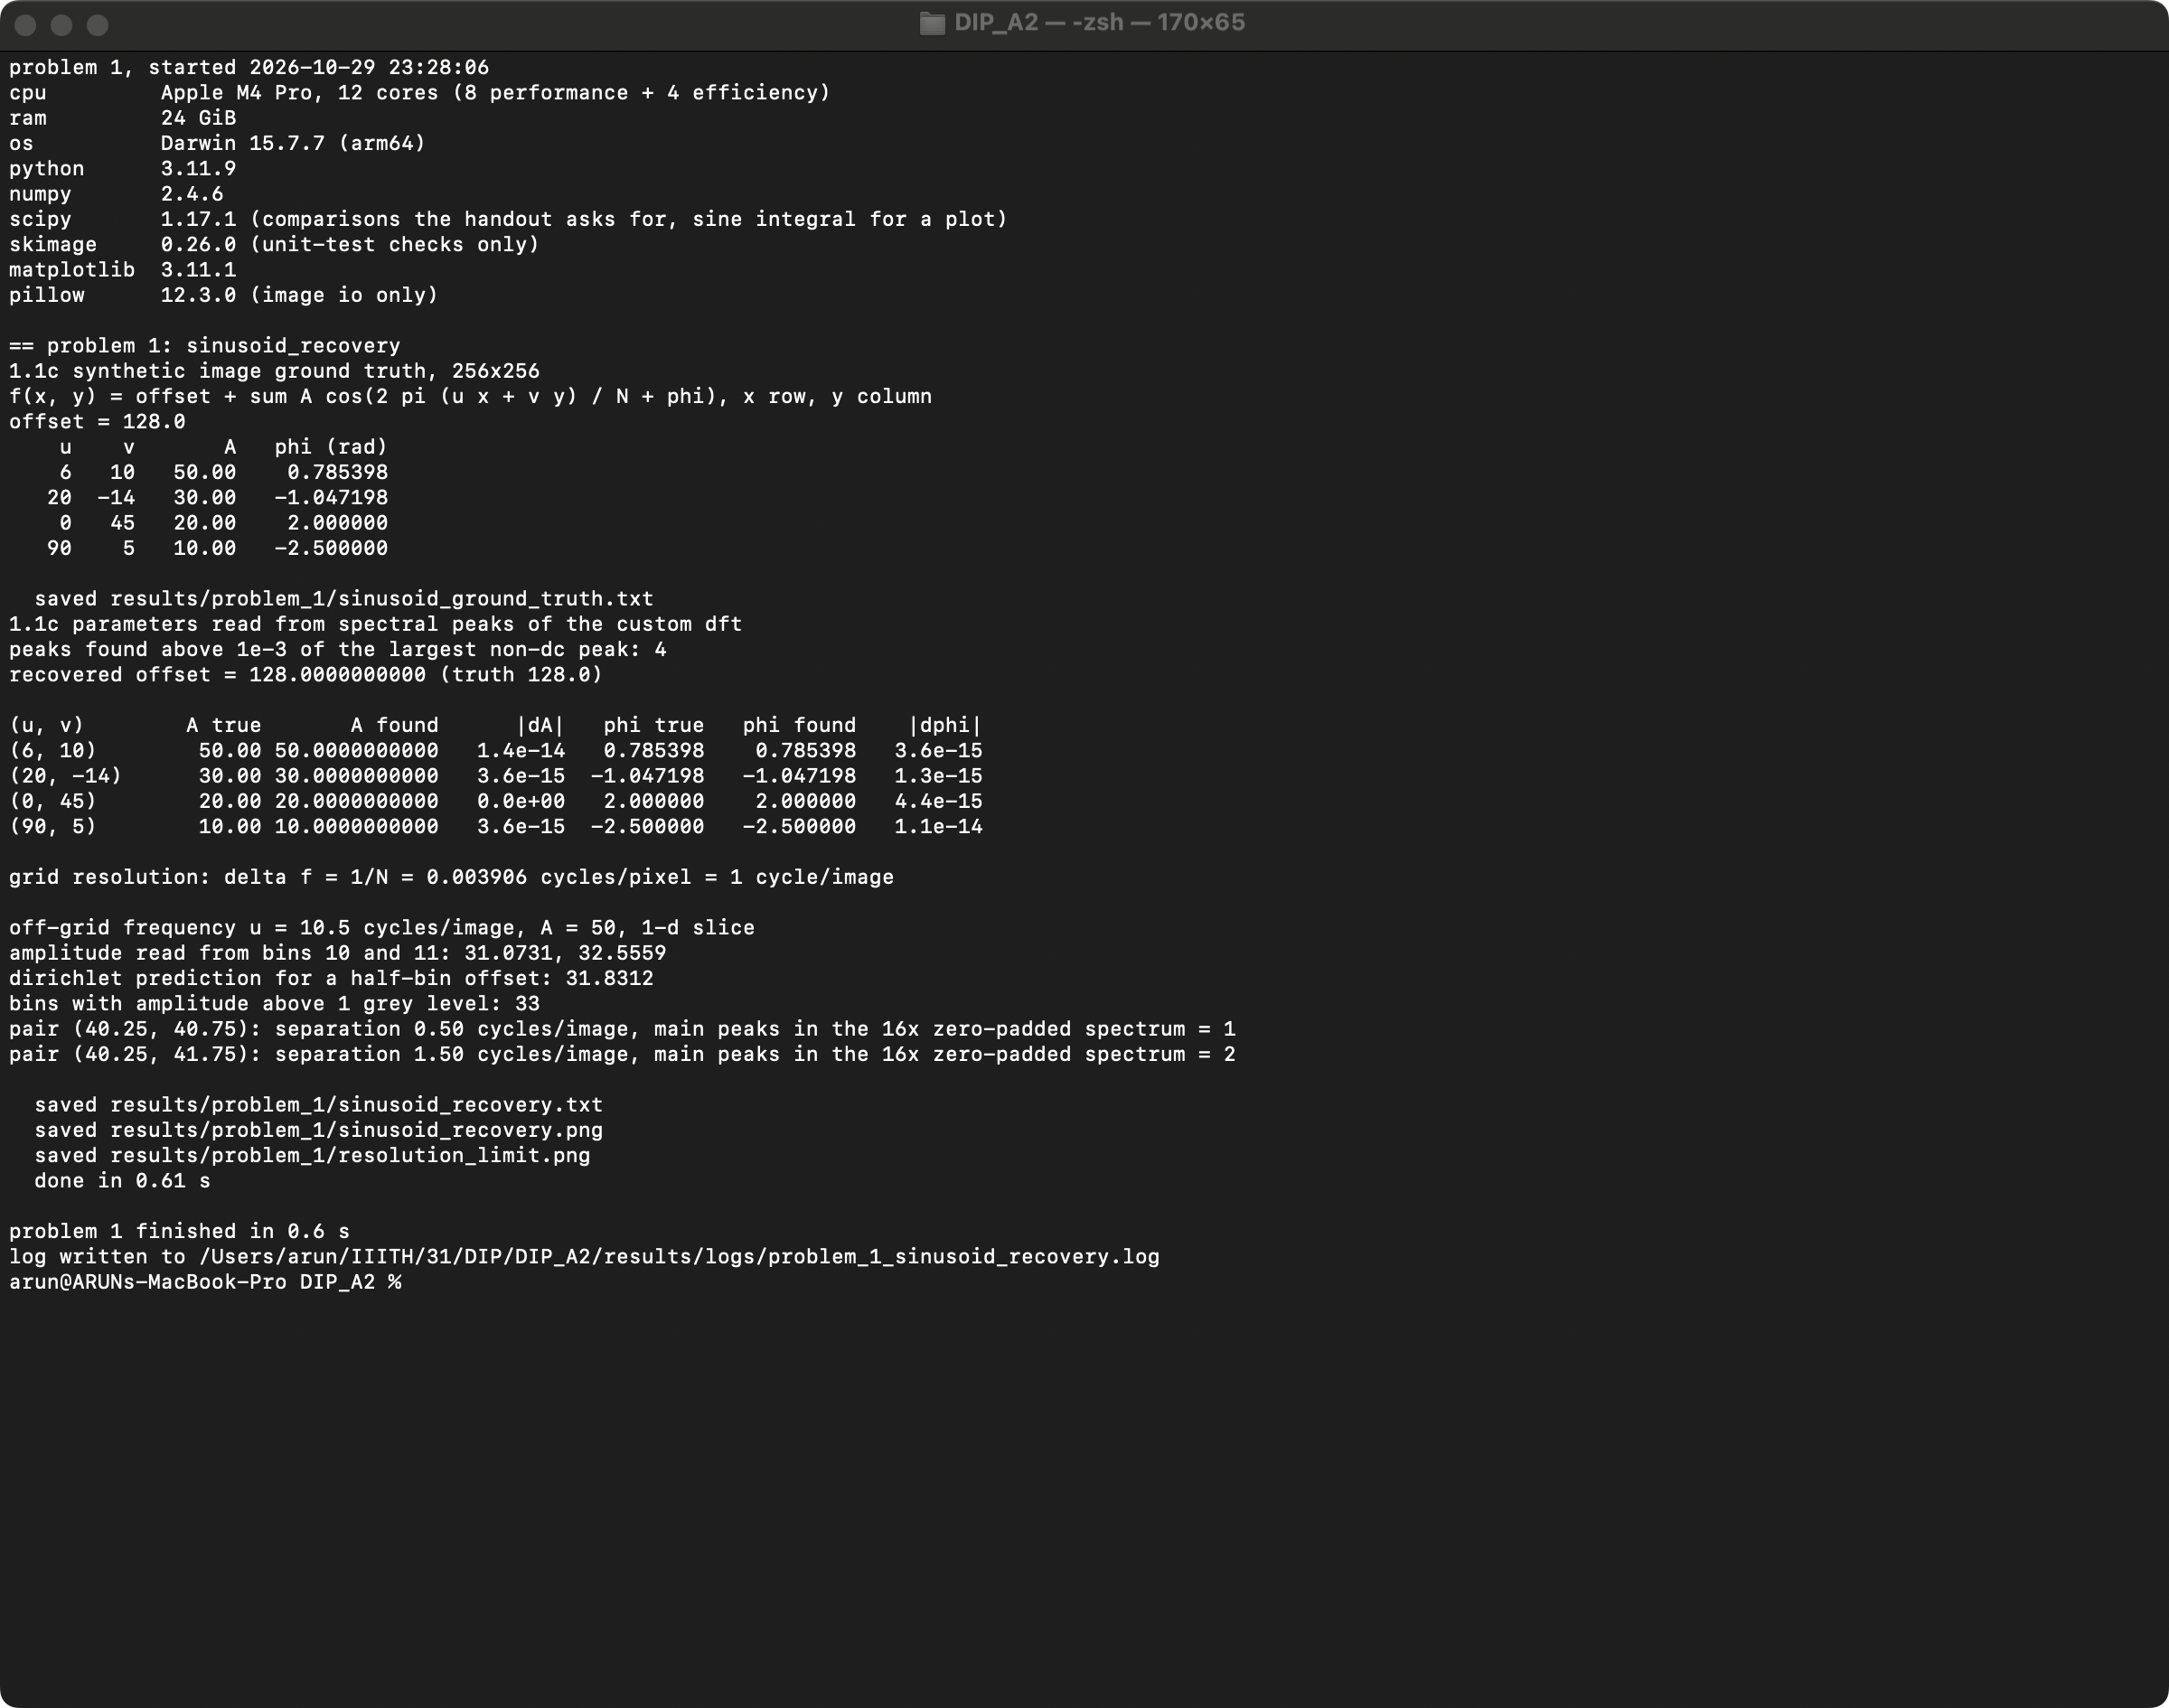 DIP_A2 — -zsh — 170×65
problem 1, started 2026-10-29 23:28:06
cpu         Apple M4 Pro, 12 cores (8 performance + 4 efficiency)
ram         24 GiB
os          Darwin 15.7.7 (arm64)
python      3.11.9
numpy       2.4.6
scipy       1.17.1 (comparisons the handout asks for, sine integral for a plot)
skimage     0.26.0 (unit-test checks only)
matplotlib  3.11.1
pillow      12.3.0 (image io only)

== problem 1: sinusoid_recovery
1.1c synthetic image ground truth, 256x256
f(x, y) = offset + sum A cos(2 pi (u x + v y) / N + phi), x row, y column
offset = 128.0
    u    v       A   phi (rad)
    6   10   50.00    0.785398
   20  -14   30.00   -1.047198
    0   45   20.00    2.000000
   90    5   10.00   -2.500000

  saved results/problem_1/sinusoid_ground_truth.txt
1.1c parameters read from spectral peaks of the custom dft
peaks found above 1e-3 of the largest non-dc peak: 4
recovered offset = 128.0000000000 (truth 128.0)

(u, v)        A true       A found      |dA|   phi true   phi found    |dphi|
(6, 10)        50.00 50.0000000000   1.4e-14   0.785398    0.785398   3.6e-15
(20, -14)      30.00 30.0000000000   3.6e-15  -1.047198   -1.047198   1.3e-15
(0, 45)        20.00 20.0000000000   0.0e+00   2.000000    2.000000   4.4e-15
(90, 5)        10.00 10.0000000000   3.6e-15  -2.500000   -2.500000   1.1e-14

grid resolution: delta f = 1/N = 0.003906 cycles/pixel = 1 cycle/image

off-grid frequency u = 10.5 cycles/image, A = 50, 1-d slice
amplitude read from bins 10 and 11: 31.0731, 32.5559
dirichlet prediction for a half-bin offset: 31.8312
bins with amplitude above 1 grey level: 33
pair (40.25, 40.75): separation 0.50 cycles/image, main peaks in the 16x zero-padded spectrum = 1
pair (40.25, 41.75): separation 1.50 cycles/image, main peaks in the 16x zero-padded spectrum = 2

  saved results/problem_1/sinusoid_recovery.txt
  saved results/problem_1/sinusoid_recovery.png
  saved results/problem_1/resolution_limit.png
  done in 0.61 s

problem 1 finished in 0.6 s
log written to /Users/arun/IIITH/31/DIP/DIP_A2/results/logs/problem_1_sinusoid_recovery.log
arun@ARUNs-MacBook-Pro DIP_A2 %